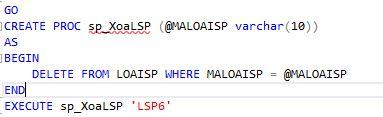 GO
CREATE PROC sp_XoaLSP (@MALOAISP varchar(10))
AS
BEGIN
DELETE FROM LOAISP WHERE MALOAISP = @MALOAISP
END
EXECUTE sp_XoaLSP 'LSP6'